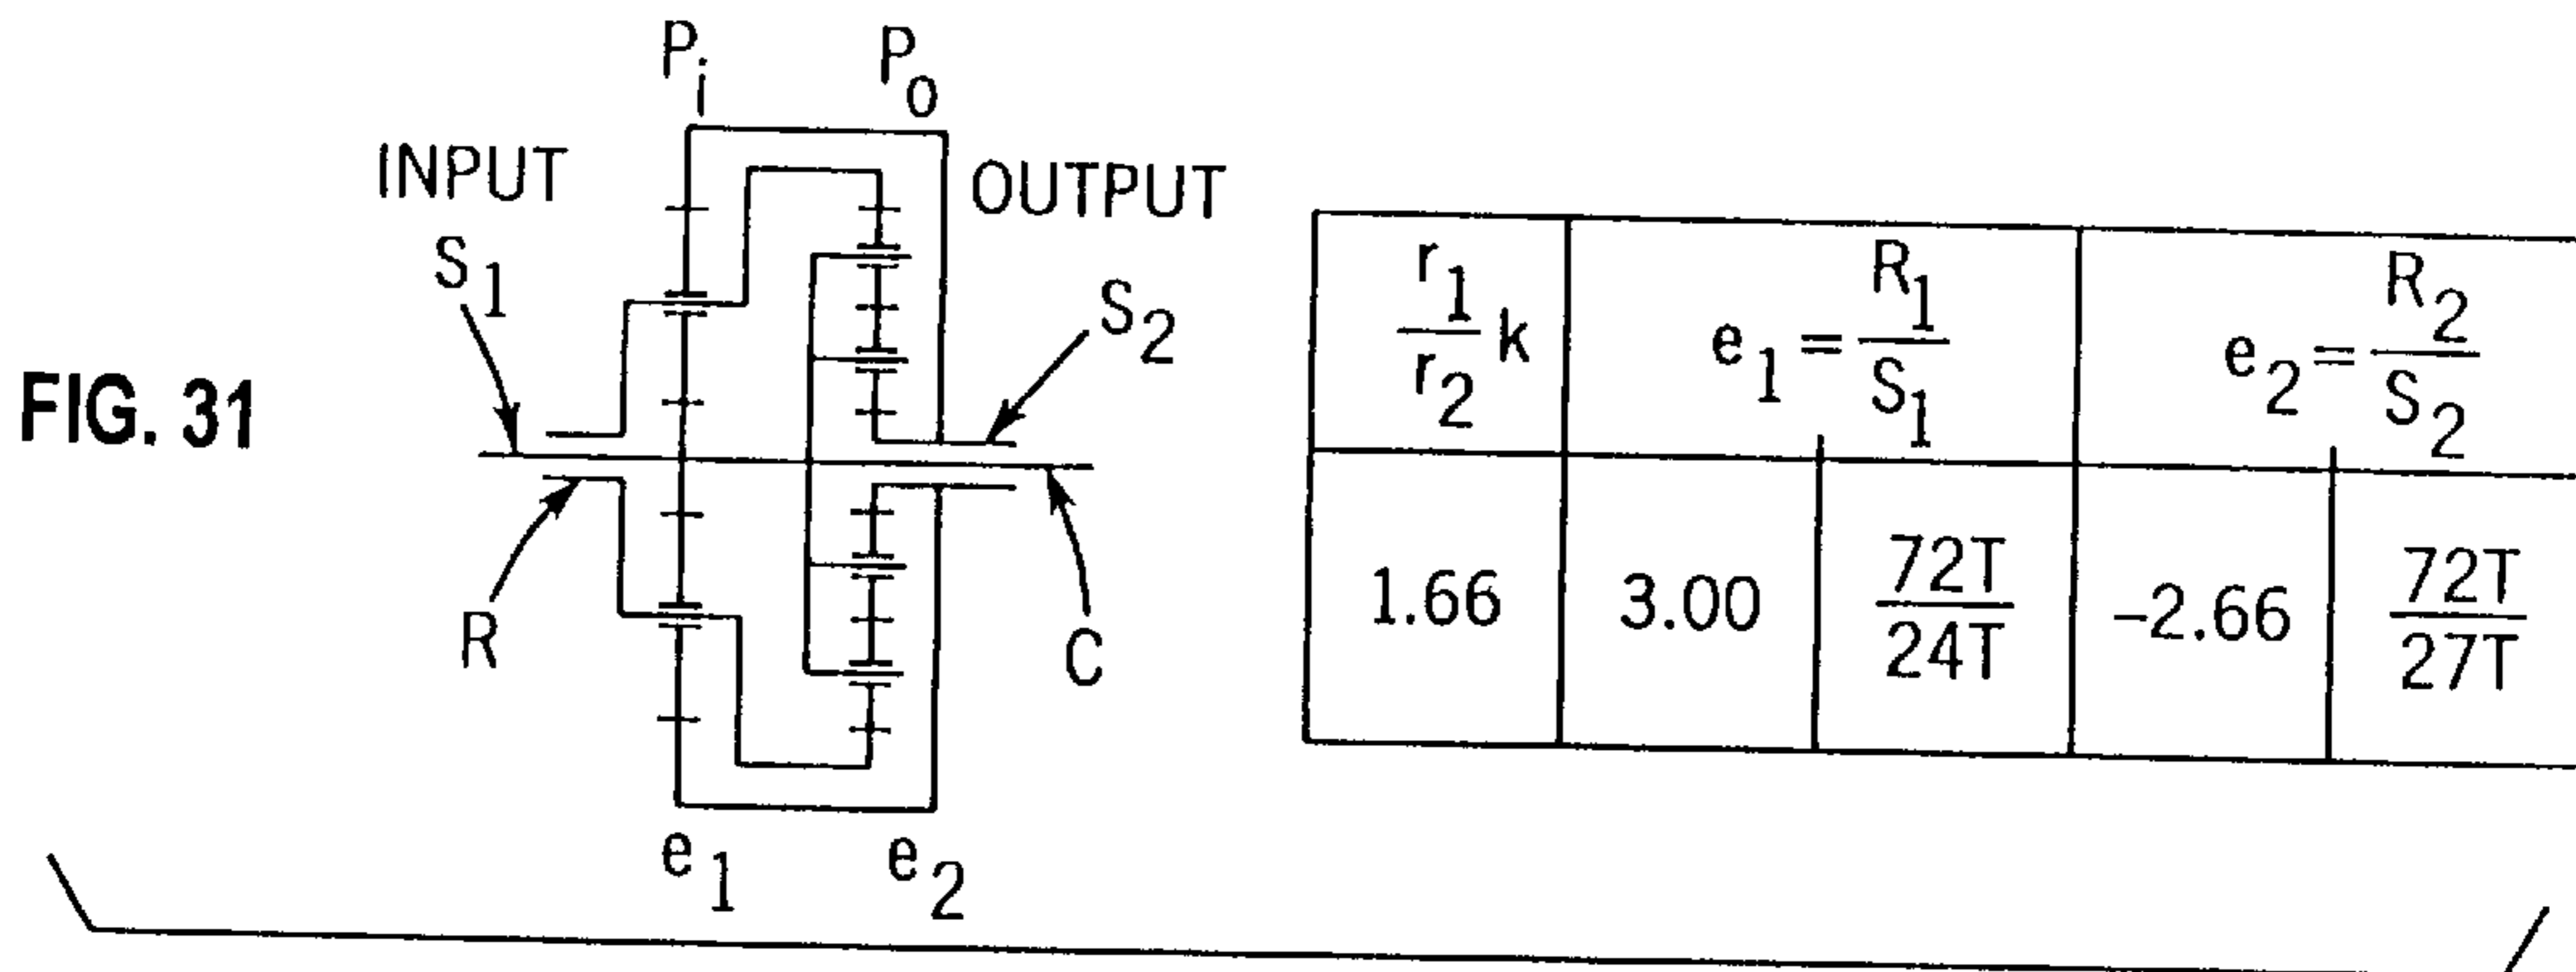 P_i P_o
INPUT OUTPUT
S_1 S_2
FIG. 31
R C
e_1 e_2
r_1/r_2 k e_1 = R_1/S_1 e_2 = R_2/S_2
1.66 3.00 72T/24T -2.66 72T/27T